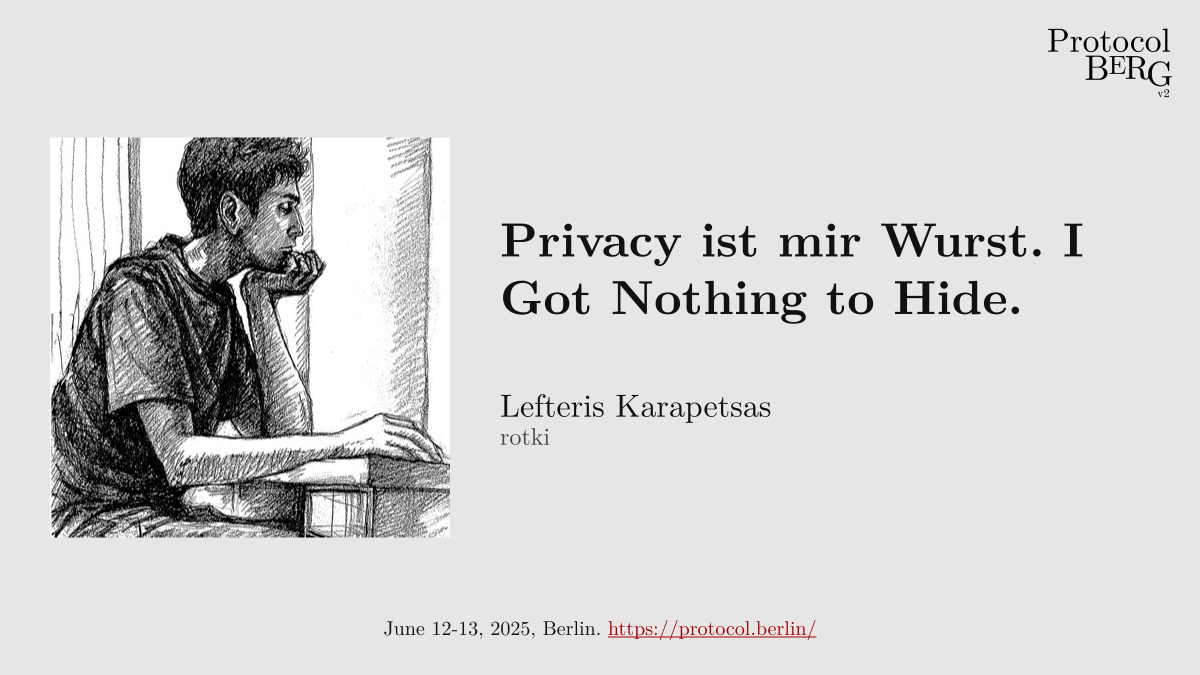 Protocol
BERG
v2
Privacy ist mir Wurst. I
Got Nothing to Hide.
Lefteris Karapetsas
rotki
June 12-13, 2025, Berlin. https://protocol.berlin/